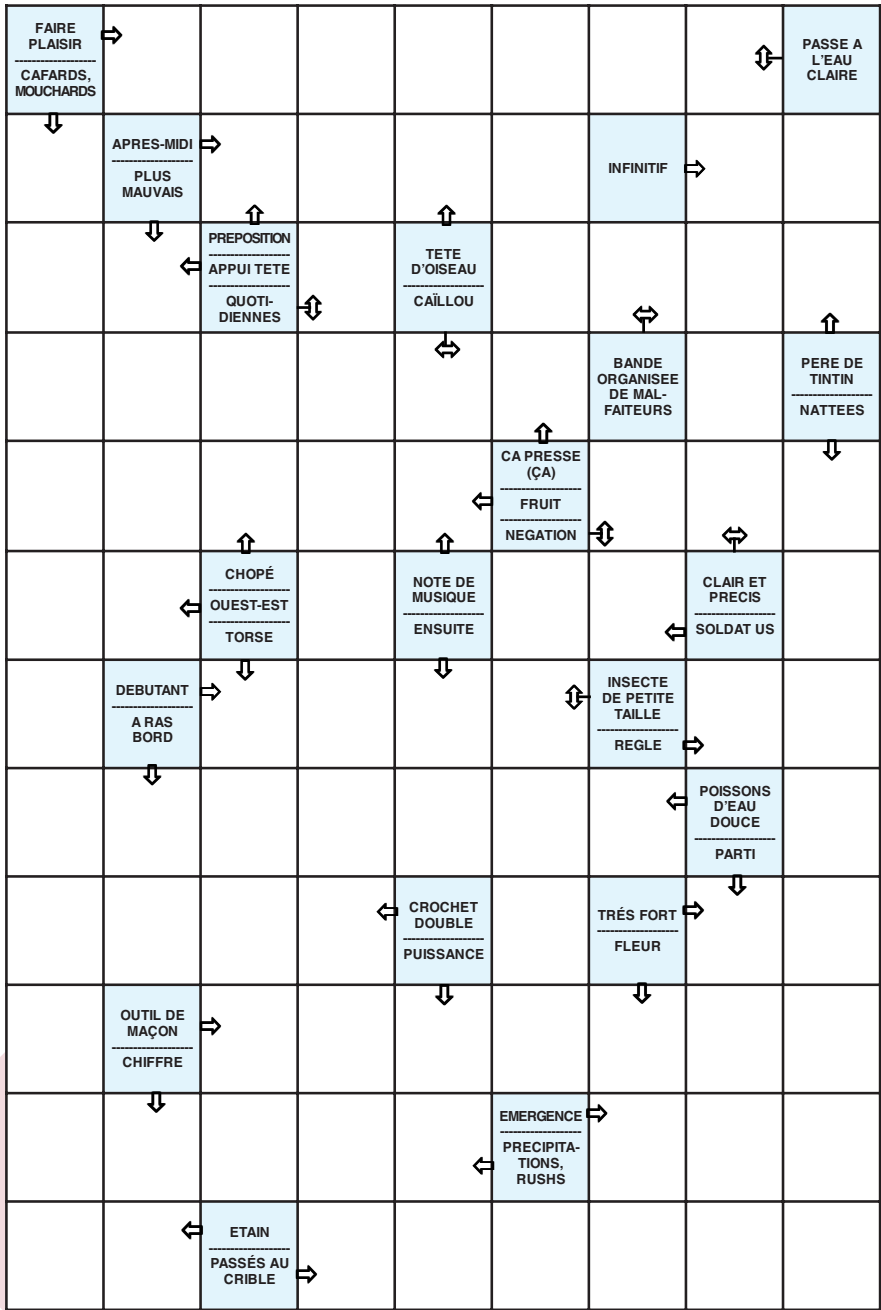 FAIRE
PLAISIR
CAFARDS,
MOUCHARDS
PASSE A
L'EAU
CLAIRE
APRES-MIDI
PLUS
MAUVAIS
INFINITIF
PREPOSITION
APPUI TETE
QUOTI-
DIENNES
TETE
D'OISEAU
CAÏLLOU
BANDE
ORGANISEE
DE MAL-
FAITEURS
PERE DE
TINTIN
NATTEES
CA PRESSE
(ÇA)
FRUIT
NEGATION
CHOPÉ
OUEST-EST
TORSE
NOTE DE
MUSIQUE
ENSUITE
CLAIR ET
PRECIS
SOLDAT US
DEBUTANT
A RAS
BORD
INSECTE
DE PETITE
TAILLE
REGLE
POISSONS
D'EAU
DOUCE
PARTI
CROCHET
DOUBLE
PUISSANCE
TRÉS FORT
FLEUR
OUTIL DE
MAÇON
CHIFFRE
EMERGENCE
PRECIPITA-
TIONS,
RUSHS
ETAIN
PASSÉS AU
CRIBLE